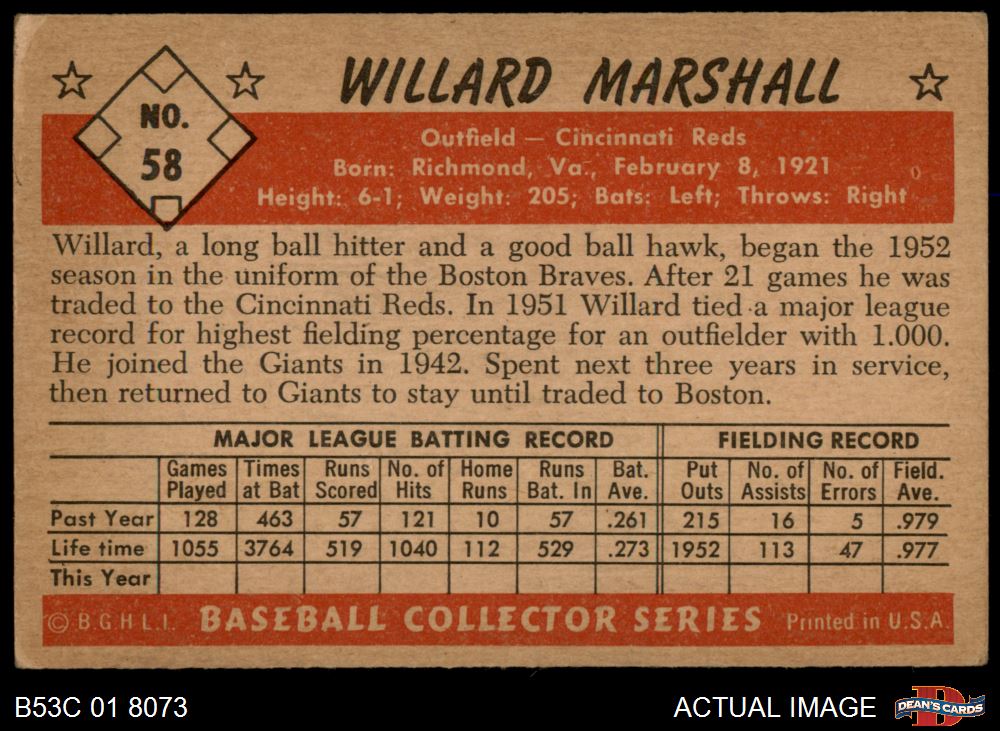 WILLARD MARSHALL
NO.
58
Outfield — Cincinnati Reds
Born: Richmond, Va., February 8, 1921
Height: 6-1; Weight: 205; Bats: Left; Throws: Right
Willard, a long ball hitter and a good ball hawk, began the 1952
season in the uniform of the Boston Braves. After 21 games he was
traded to the Cincinnati Reds. In 1951 Willard tied a major league
record for highest fielding percentage for an outfielder with 1.000.
He joined the Giants in 1942. Spent next three years in service,
then returned to Giants to stay until traded to Boston.
MAJOR LEAGUE BATTING RECORD FIELDING RECORD
Games Times Runs No. of Home Runs Bat. Put No. of No. of Field.
Played at Bat Scored Hits Runs Bat. In Ave. Outs Assists Errors Ave.
Past Year 128 463 57 121 10 57 .261 215 16 5 .979
Life time 1055 3764 519 1040 112 529 .273 1952 113 47 .977
This Year
© B.G.H.L.I. BASEBALL COLLECTOR SERIES Printed in U.S.A.
B53C 01 8073 ACTUAL IMAGE DEAN'S CARDS